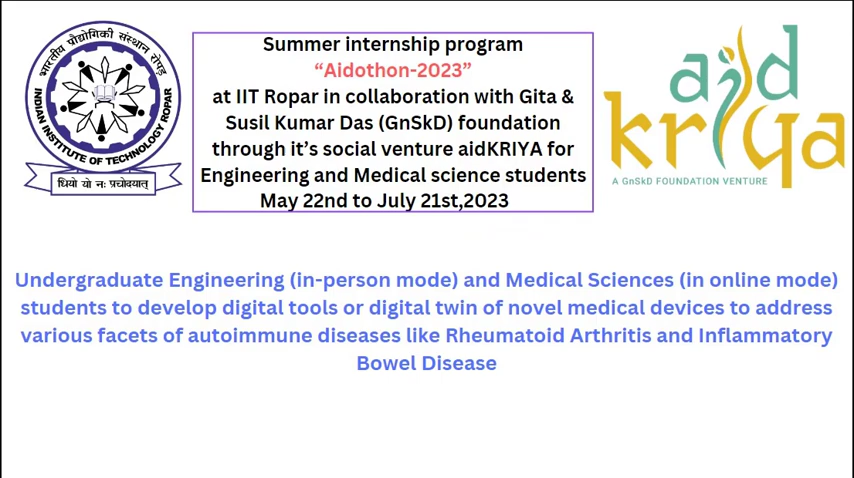 भारतीय प्रौद्योगिकी संस्थान रोपड़
INDIAN INSTITUTE OF TECHNOLOGY ROPAR
धियो यो नः प्रचोदयात्
Summer internship program
“Aidothon-2023”
at IIT Ropar in collaboration with Gita &
Susil Kumar Das (GnSkD) foundation
through it’s social venture aidKRIYA for
Engineering and Medical science students
May 22nd to July 21st,2023
aid
kriya
A GnSkD FOUNDATION VENTURE
Undergraduate Engineering (in-person mode) and Medical Sciences (in online mode)
students to develop digital tools or digital twin of novel medical devices to address
various facets of autoimmune diseases like Rheumatoid Arthritis and Inflammatory
Bowel Disease